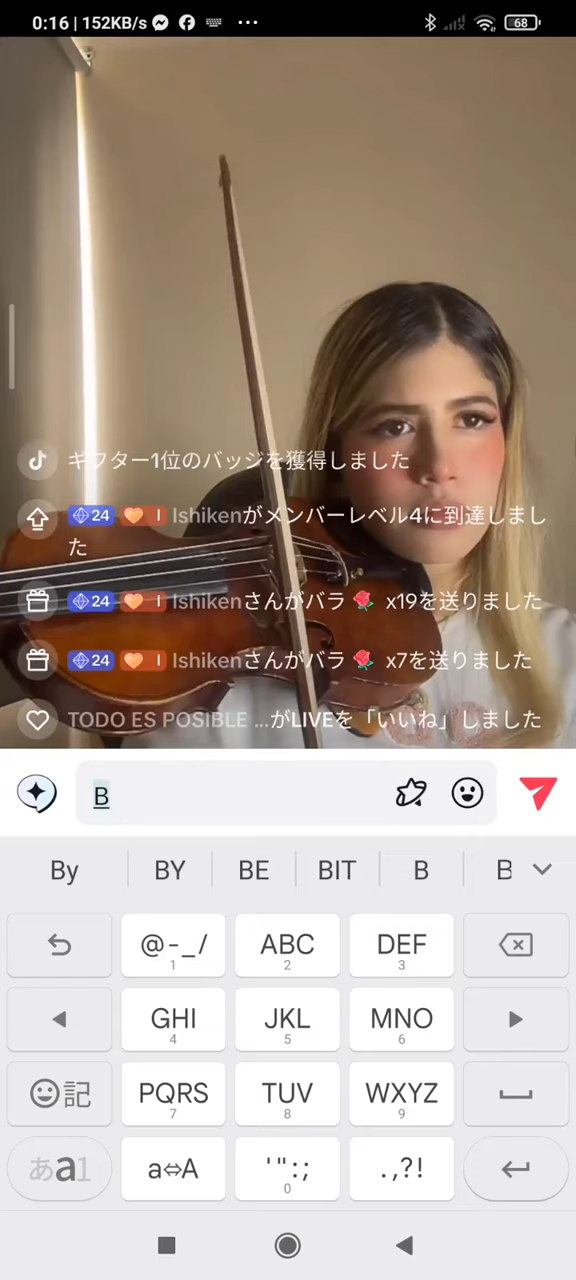 0:16 | 152KB/s ...
68
ギフター1位のバッジを獲得しました
24 I Ishikenがメンバーレベル4に到達しまし
た
24 I Ishikenさんがバラ x19を送りました
24 I Ishikenさんがバラ x7を送りました
TODO ES POSIBLE ...がLIVEを「いいね」しました
B
By BY BE BIT B B
@-_/ ABC DEF
1 2 3
GHI JKL MNO
4 5 6
記 PQRS TUV WXYZ
7 8 9
あa1 a⇔A '":; .,?!
0